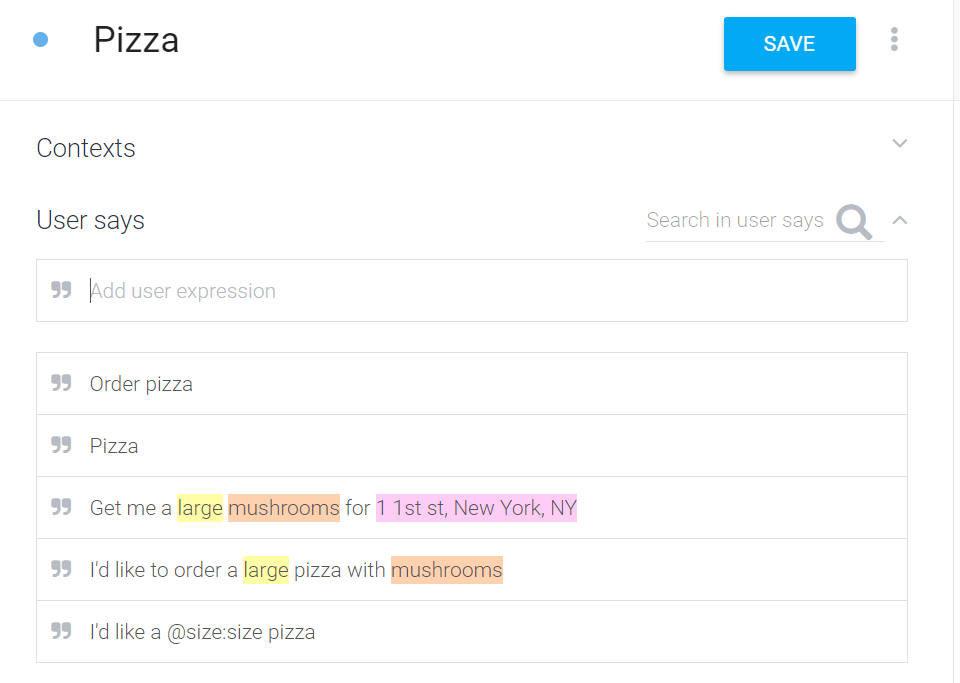 Pizza
SAVE
Contexts
User says
Search in user says
Add user expression
Order pizza
Pizza
Get me a large mushrooms for 1 1st st, New York, NY
I'd like to order a large pizza with mushrooms
I'd like a @size:size pizza